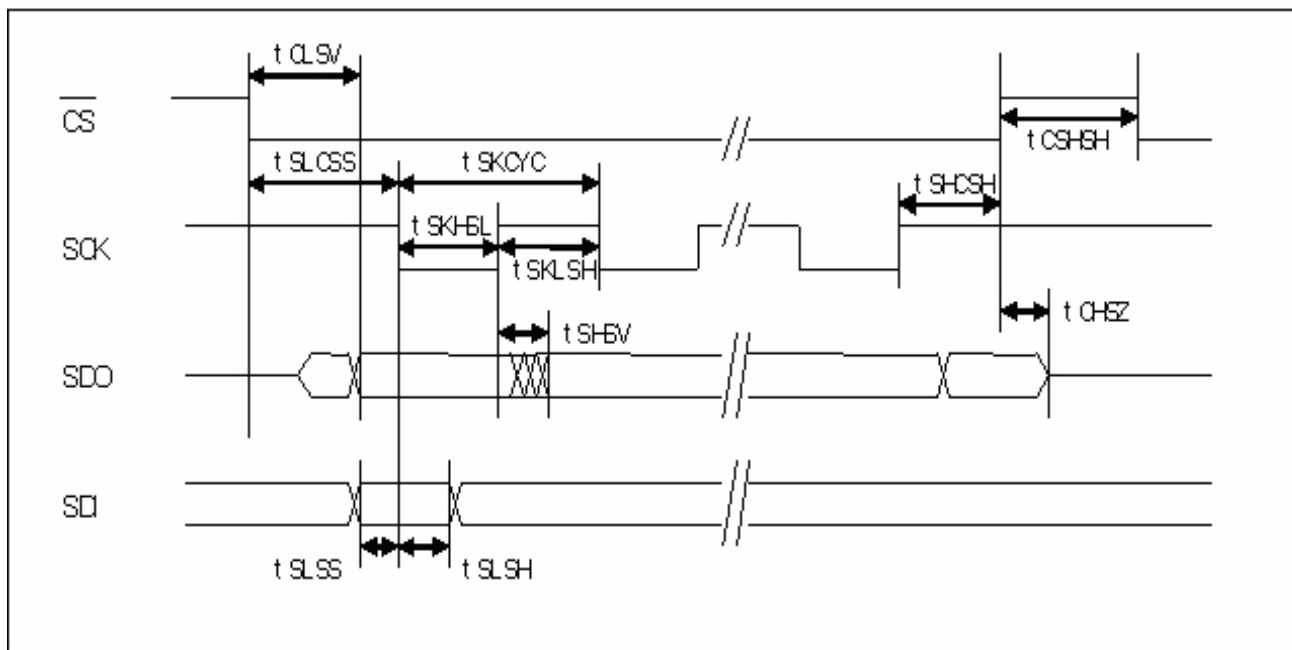 t CLSV
CS
t CSHSH
t SLCSS
t SKCYC
t SHCSH
SCK
t SKHSL
t SKLSH
t SHSV
t CHSZ
SDO
SDI
t SLSS
t SLSH